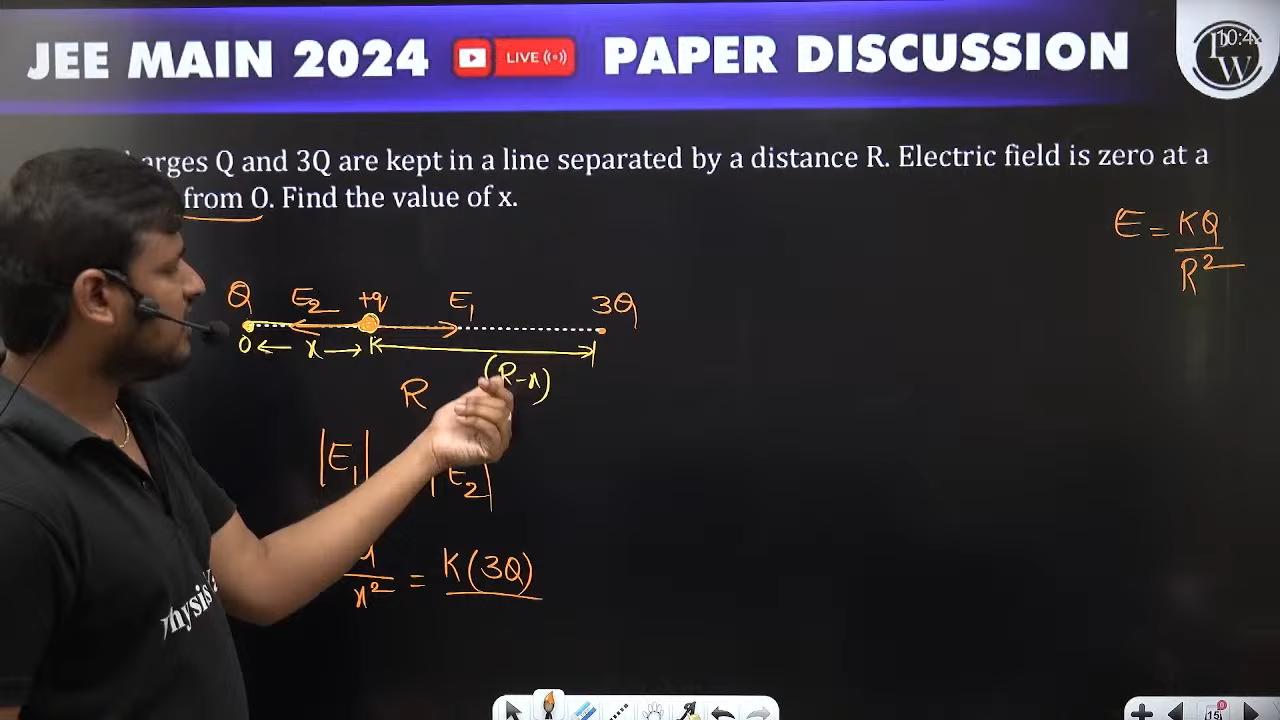 JEE MAIN 2024 LIVE PAPER DISCUSSION
W
Q and 3Q are kept in a line separated by a distance R. Electric field is zero at a
from O. Find the value of x.
E = KQ
R²
Q E₂ +q E₁ 3Q
O x
(R-x)
R
|E₁| E₂|
x² = K(3Q)